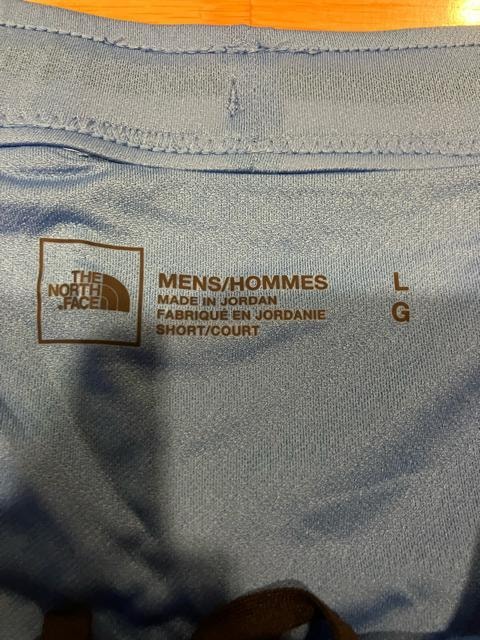 THE
NORTH
FACE
MENS/HOMMES
MADE IN JORDAN
FABRIQUE EN JORDANIE
SHORT/COURT
L
G